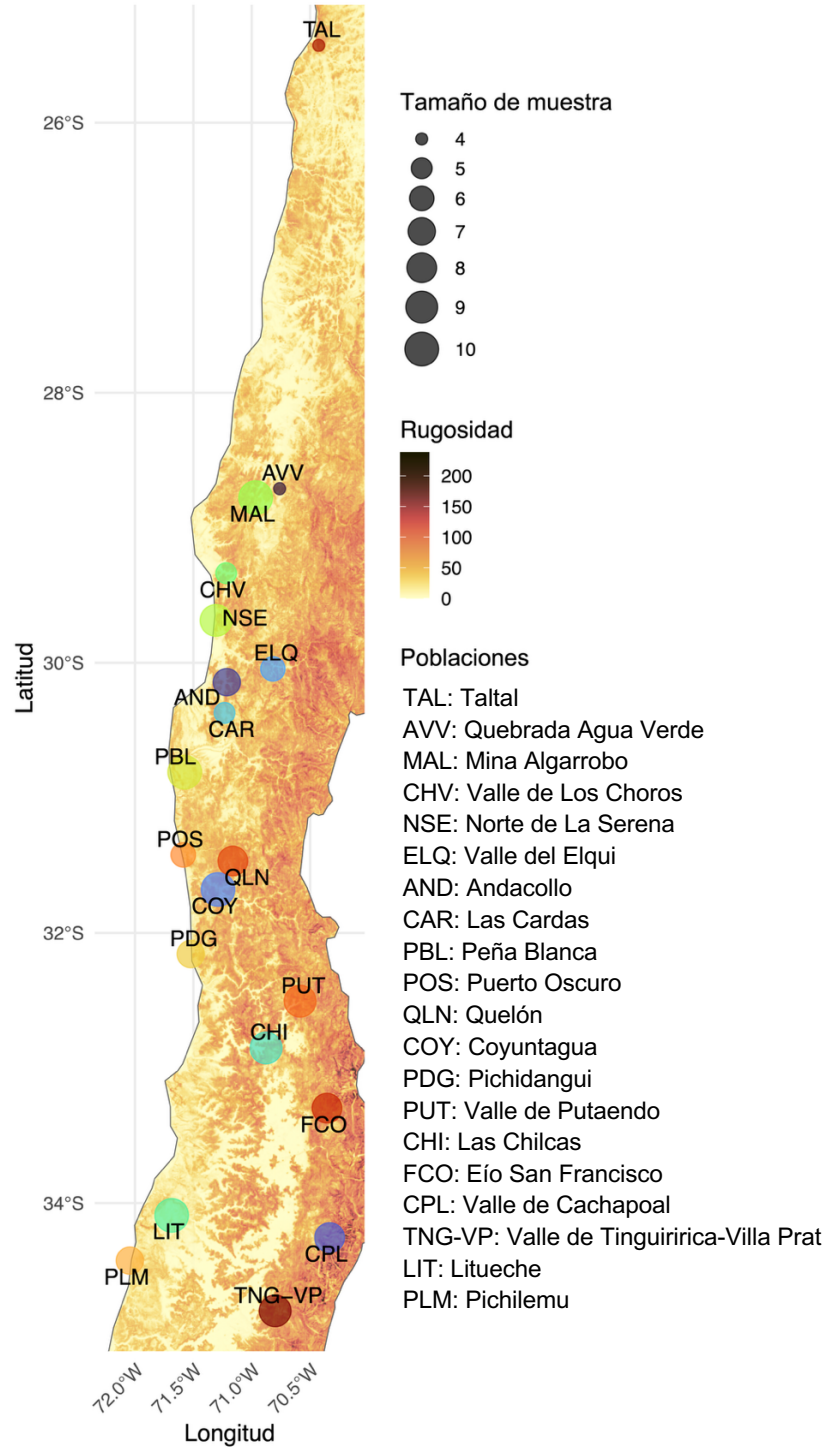 TAL
26°S
28°S
AVV
MAL
CHV
NSE
30°S
ELQ
AND
CAR
PBL
POS
QLN
COY
32°S
PDG
PUT
CHI
FCO
34°S
LIT
CPL
PLM
TNG-VP
Latitud
72.0°W
71.5°W
71.0°W
70.5°W
Longitud
Tamaño de muestra
4
5
6
7
8
9
10
Rugosidad
200
150
100
50
0
Poblaciones
TAL: Taltal
AVV: Quebrada Agua Verde
MAL: Mina Algarrobo
CHV: Valle de Los Choros
NSE: Norte de La Serena
ELQ: Valle del Elqui
AND: Andacollo
CAR: Las Cardas
PBL: Peña Blanca
POS: Puerto Oscuro
QLN: Quelón
COY: Coyuntagua
PDG: Pichidangui
PUT: Valle de Putaendo
CHI: Las Chilcas
FCO: Eío San Francisco
CPL: Valle de Cachapoal
TNG-VP: Valle de Tinguiririca-Villa Prat
LIT: Litueche
PLM: Pichilemu